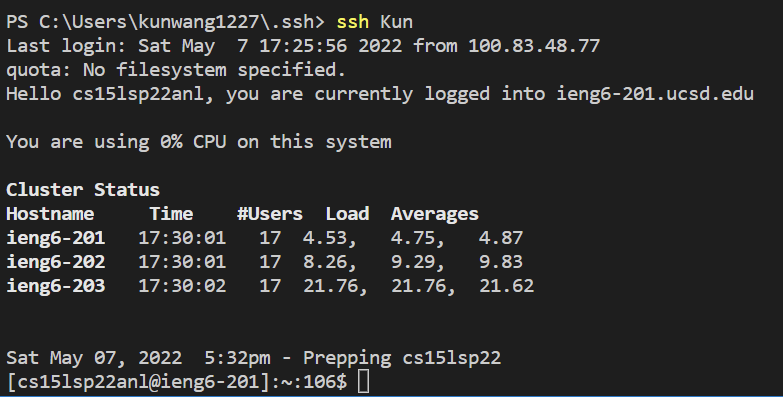 PS C:\Users\kunwang1227\.ssh> ssh Kun
Last login: Sat May  7 17:25:56 2022 from 100.83.48.77
quota: No filesystem specified.
Hello cs15lsp22anl, you are currently logged into ieng6-201.ucsd.edu
You are using 0% CPU on this system
Cluster Status
Hostname     Time    #Users  Load  Averages
ieng6-201   17:30:01   17  4.53,   4.75,   4.87
ieng6-202   17:30:01   17  8.26,   9.29,   9.83
ieng6-203   17:30:02   17  21.76,  21.76,  21.62
Sat May 07, 2022  5:32pm - Prepping cs15lsp22
[cs15lsp22anl@ieng6-201]:~:106$